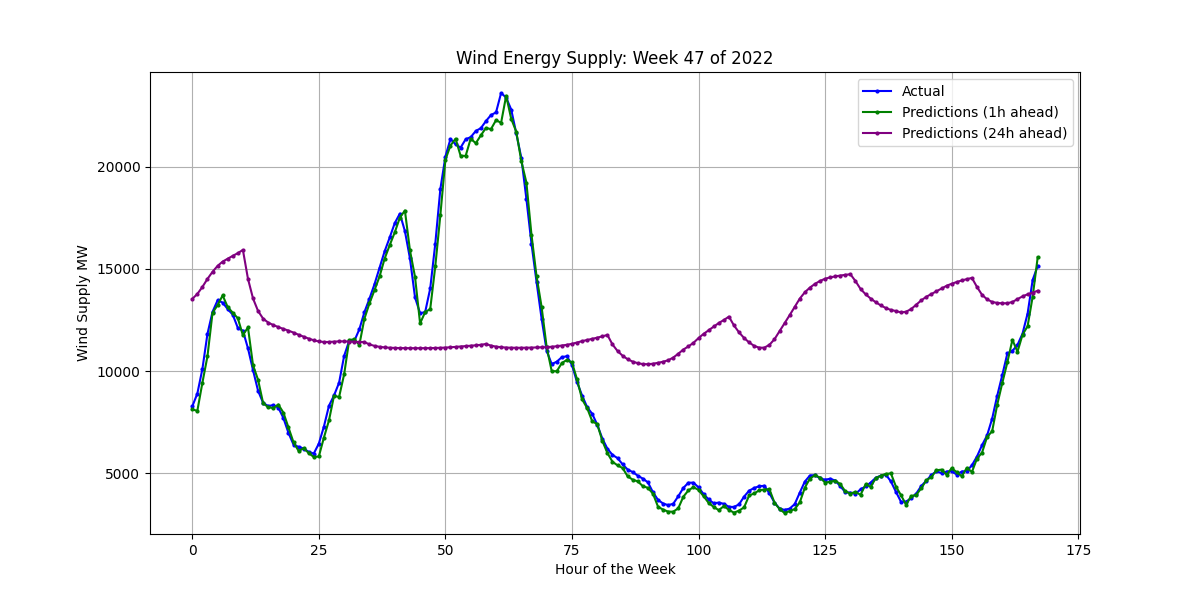 Wind Energy Supply: Week 47 of 2022
Actual
Predictions (1h ahead)
Predictions (24h ahead)
20000
15000
10000
5000
Wind Supply MW
0 25 50 75 100 125 150 175
Hour of the Week